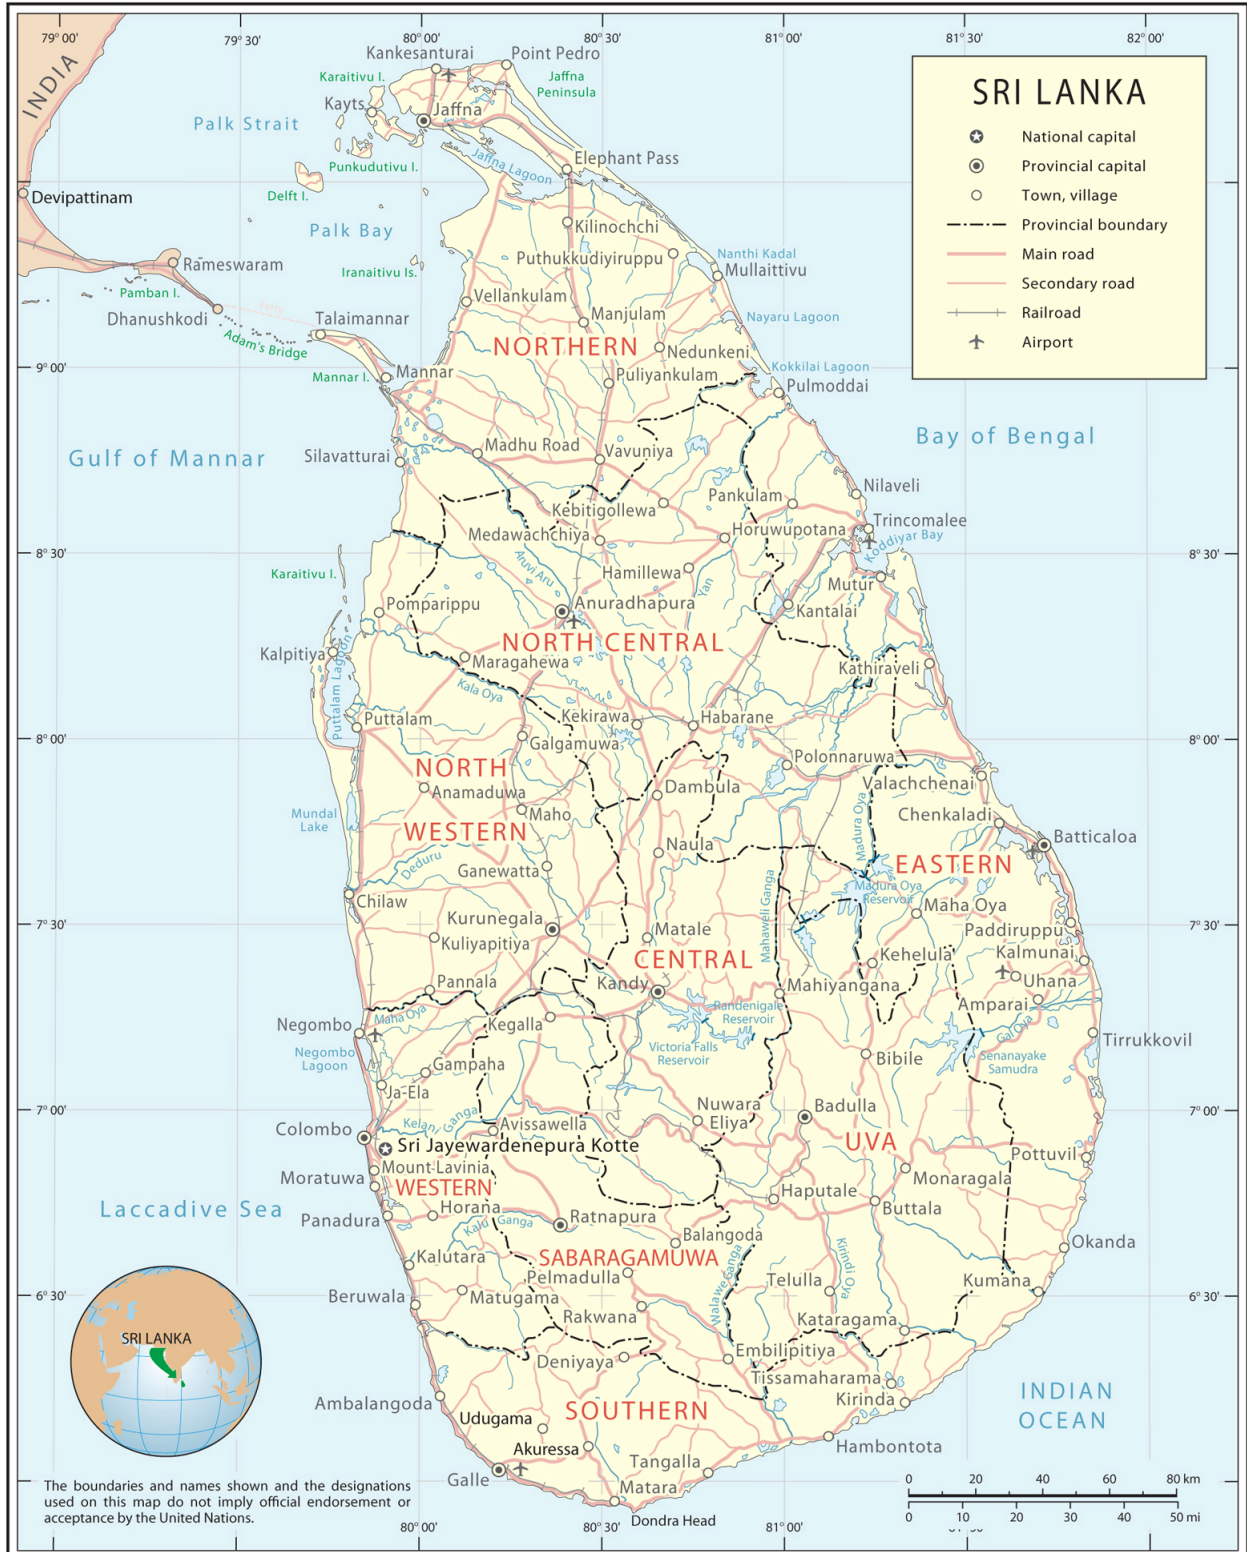 79° 00'
79° 30'
80° 00'
80° 30'
81° 00'
81° 30'
82° 00'
INDIA
Kankesanturai
Point Pedro
Karaitivu I.
Jaffna
Peninsula
Kayts
Jaffna
Palk Strait
Punkudutivu I.
Jaffna Lagoon
Elephant Pass
Delft I.
Devipattinam
Palk Bay
Kilinochchi
Puthukkudiyiruppu
Nanthi Kadal
Mullaittivu
Iranaitivu Is.
Rāmeswaram
Pamban I.
Vellankulam
Dhanushkodi
Ferry
Talaimannar
Manjulam
Nayaru Lagoon
Adam's Bridge
NORTHERN
Nedunkeni
9° 00'
Mannar I.
Mannar
Puliyankulam
Kokkilai Lagoon
Pulmoddai
SRI LANKA
National capital
Provincial capital
Town, village
Provincial boundary
Main road
Secondary road
Railroad
Airport
Gulf of Mannar
Bay of Bengal
Madhu Road
Vavuniya
Silavatturai
Nilaveli
Pankulam
Kebitigollewa
Trincomalee
Medawachchiya
Horuwupotana
Koddiyar Bay
8° 30'
8° 30'
Karaitivu I.
Aruvi Aru
Hamillewa
Yan
Mutur
Pomparippu
Anuradhapura
Kantalai
NORTH CENTRAL
Kalpitiya
Puttalam Lagoon
Maragahewa
Kathiraveli
Kala Oya
Puttalam
Kekirawa
Habarane
8° 00'
8° 00'
Galgamuwa
Polonnaruwa
NORTH
WESTERN
Anamaduwa
Dambula
Valachchenai
Mundal
Lake
Maho
Chenkaladi
Madura Oya
Batticaloa
Naula
Deduru
Ganewatta
EASTERN
Madura Oya
Reservoir
Chilaw
Maha Oya
Mahaweli Ganga
7° 30'
7° 30'
Kurunegala
Kuliyapitiya
Matale
Paddiruppu
CENTRAL
Kehelula
Kalmunai
Pannala
Kandy
Mahiyangana
Uhana
Amparai
Maha Oya
Negombo
Kegalla
Randenigale
Reservoir
Gal Oya
Tirrukkovil
Negombo
Lagoon
Victoria Falls
Reservoir
Bibile
Senanayake
Samudra
Gampaha
Ja-Ela
7° 00'
7° 00'
Nuwara
Eliya
Badulla
Colombo
Kelani Ganga
Avissawella
Sri Jayewardenepura Kotte
UVA
Mount Lavinia
Pottuvil
Moratuwa
WESTERN
Monaragala
Haputale
Buttala
Laccadive Sea
Panadura
Horana
Kalu Ganga
Ratnapura
Balangoda
Okanda
Kalutara
SABARAGAMUWA
Walawe Ganga
Kirindi Oya
Pelmadulla
Telulla
Kumana
6° 30'
6° 30'
Beruwala
Matugama
Rakwana
Kataragama
SRI LANKA
Deniyaya
Embilipitiya
Tissamaharama
Kirinda
Ambalangoda
SOUTHERN
Udugama
INDIAN
OCEAN
Akuressa
Hambontota
Tangalla
Galle
Matara
Dondra Head
The boundaries and names shown and the designations
used on this map do not imply official endorsement or
acceptance by the United Nations.
0 20 40 60 80 km
0 10 20 30 40 50 mi
80° 00'
80° 30'
81° 00'